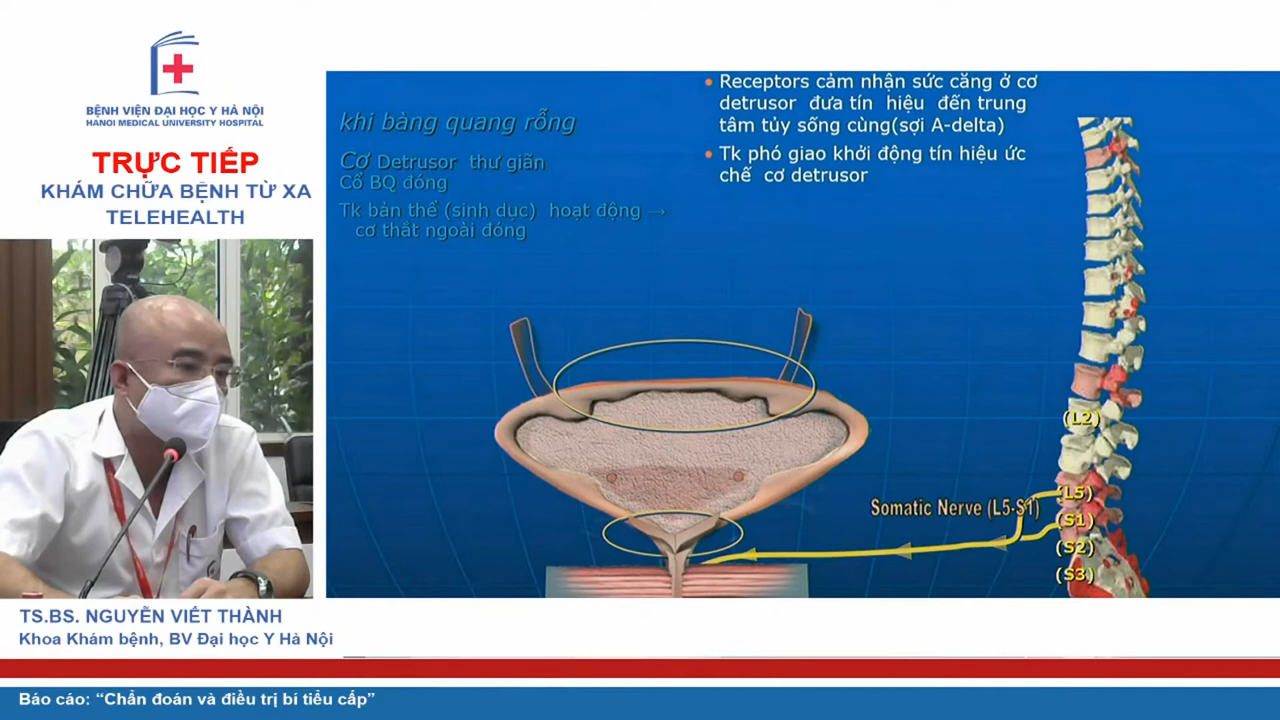 BỆNH VIỆN ĐẠI HỌC Y HÀ NỘI
HANOI MEDICAL UNIVERSITY HOSPITAL
TRỰC TIẾP
KHÁM CHỮA BỆNH TỪ XA
TELEHEALTH
khi bàng quang rỗng
Cơ Detrusor thư giãn
Cổ BQ đóng
Tk bản thể (sinh dục) hoạt động →
cơ thắt ngoài đóng
• Receptors cảm nhận sức căng ở cơ
detrusor đưa tín hiệu đến trung
tâm tủy sống cùng(sợi A-delta)
• Tk phó giao khởi động tín hiệu ức
chế cơ detrusor
(L2)
(L5)
Somatic Nerve (L5-S1)
(S1)
(S2)
(S3)
TS.BS. NGUYỄN VIẾT THÀNH
Khoa Khám bệnh, BV Đại học Y Hà Nội
Báo cáo: “Chẩn đoán và điều trị bí tiểu cấp”